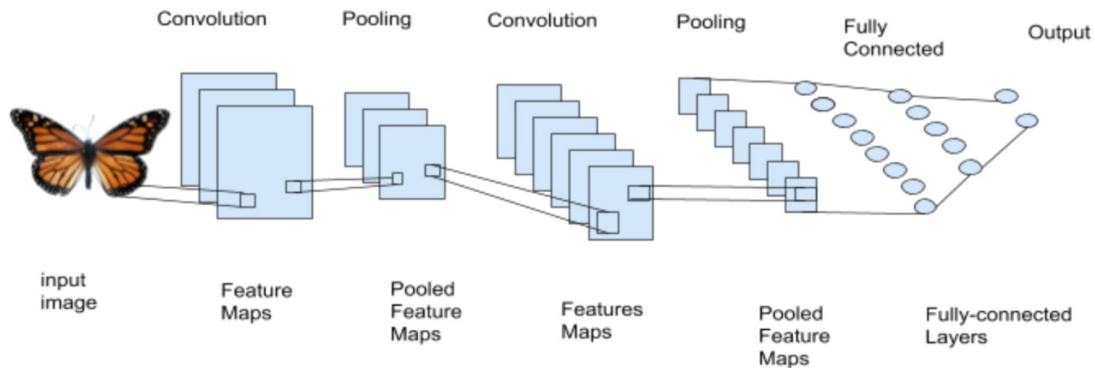 Convolution
Pooling
Convolution
Pooling
Fully
Connected
Output
input
image
Feature
Maps
Pooled
Feature
Maps
Features
Maps
Pooled
Feature
Maps
Fully-connected
Layers